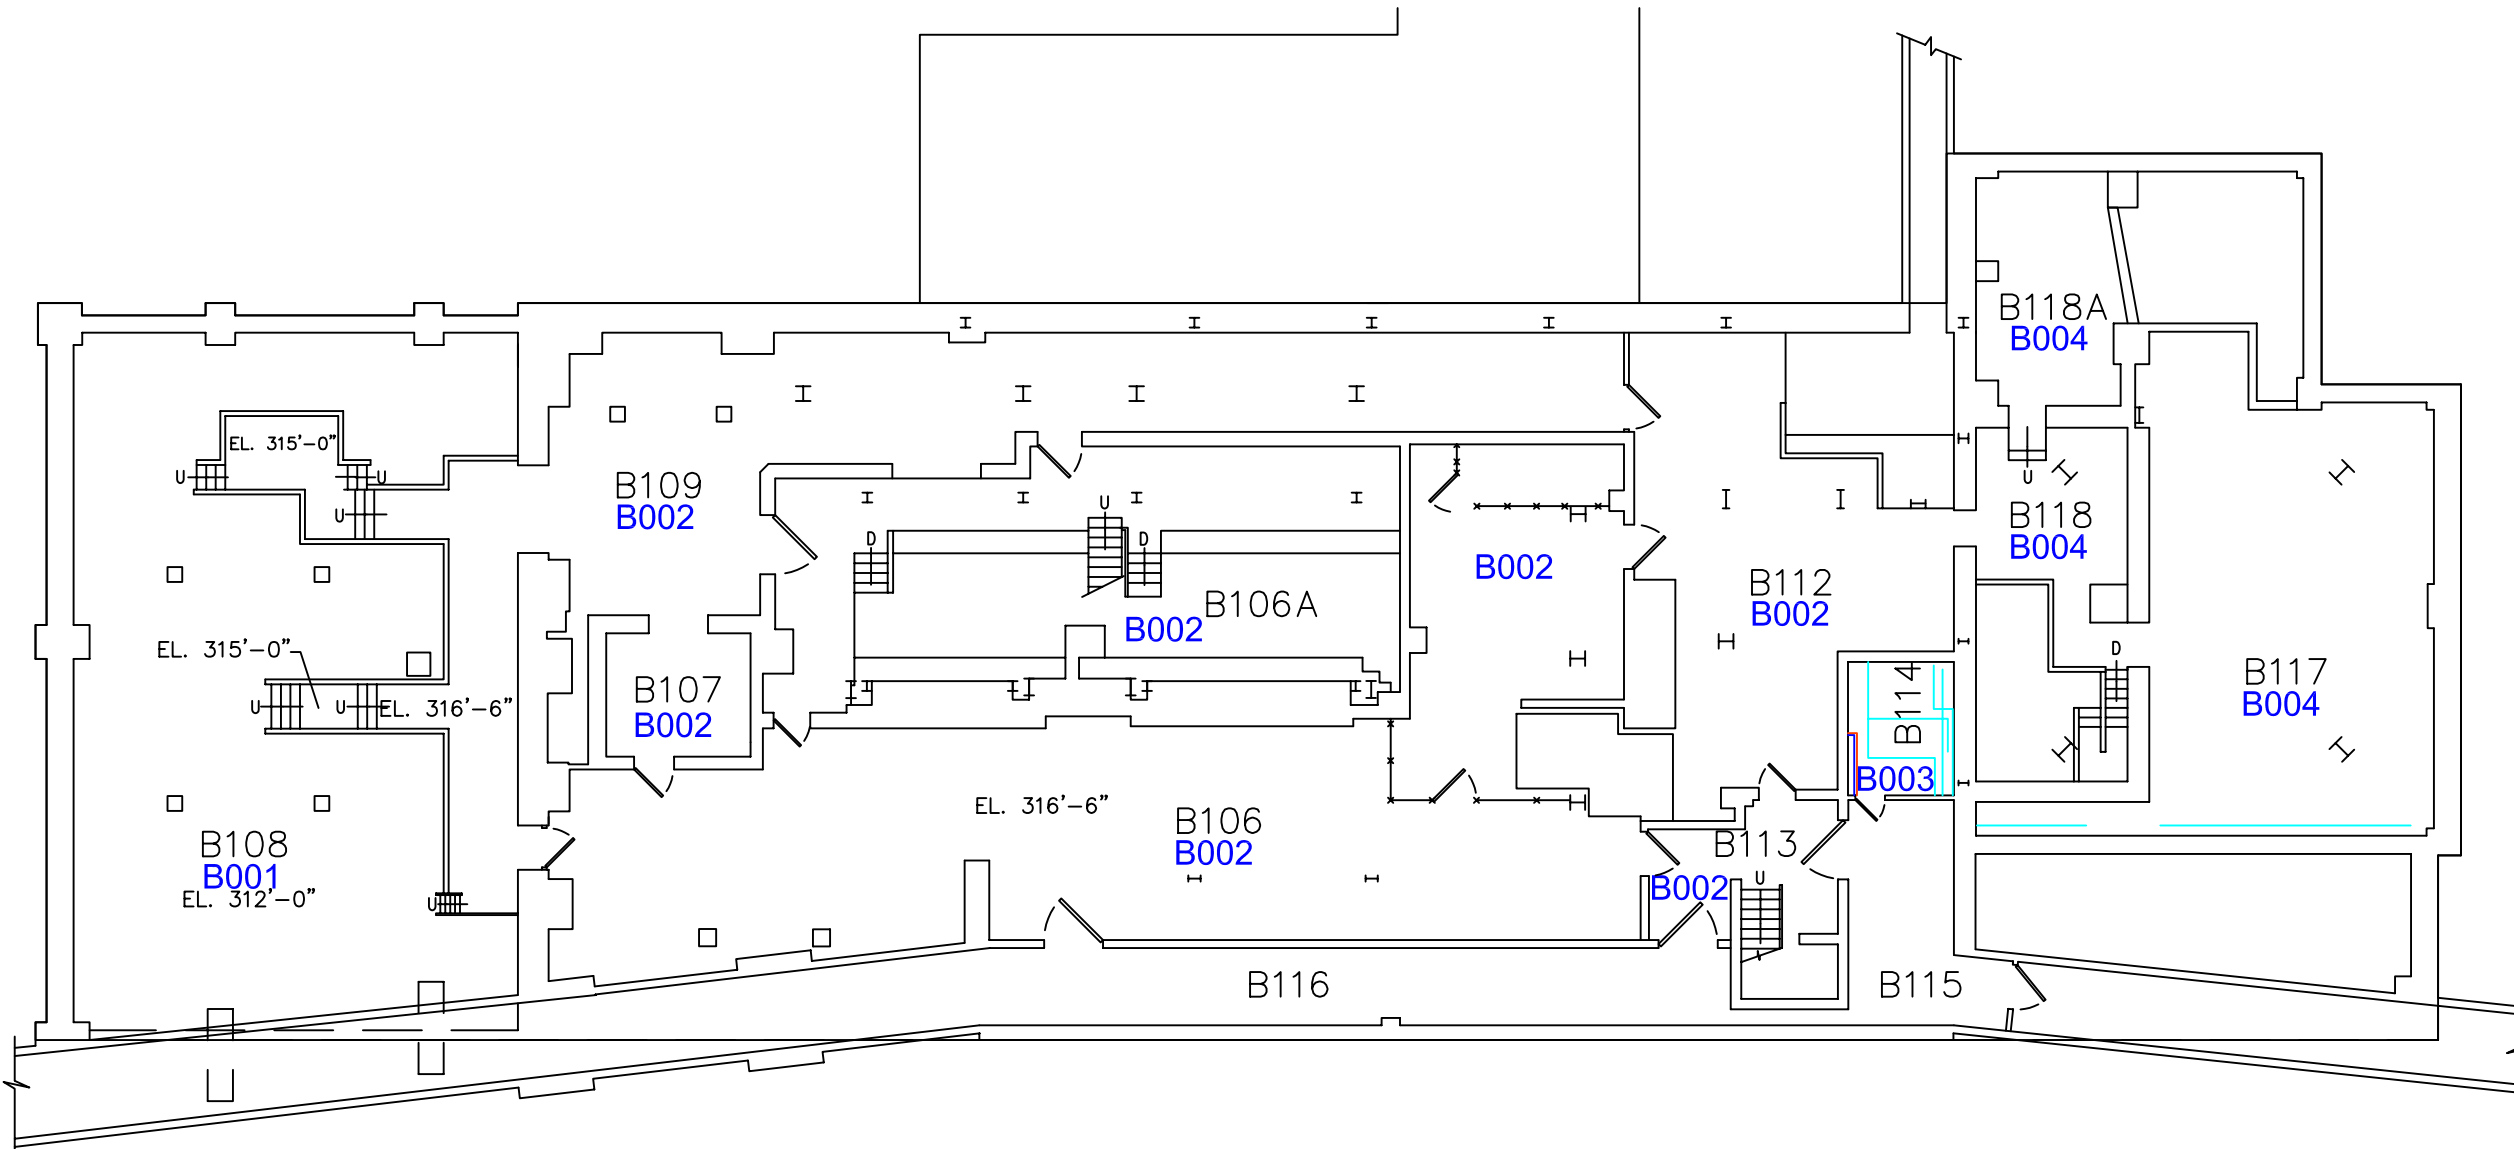 B118A
B004
EL. 315'-0"
U
U
B109
B002
U
U
U
D
D
B002
B118
B004
B112
B002
B106A
B002
EL. 315'-0"
D
B117
B004
B107
B002
U
U
EL. 316'-6"
B114
B003
EL. 316'-6"
B106
B002
B108
B001
EL. 312'-0"
U
B113
B002
U
B116
B115